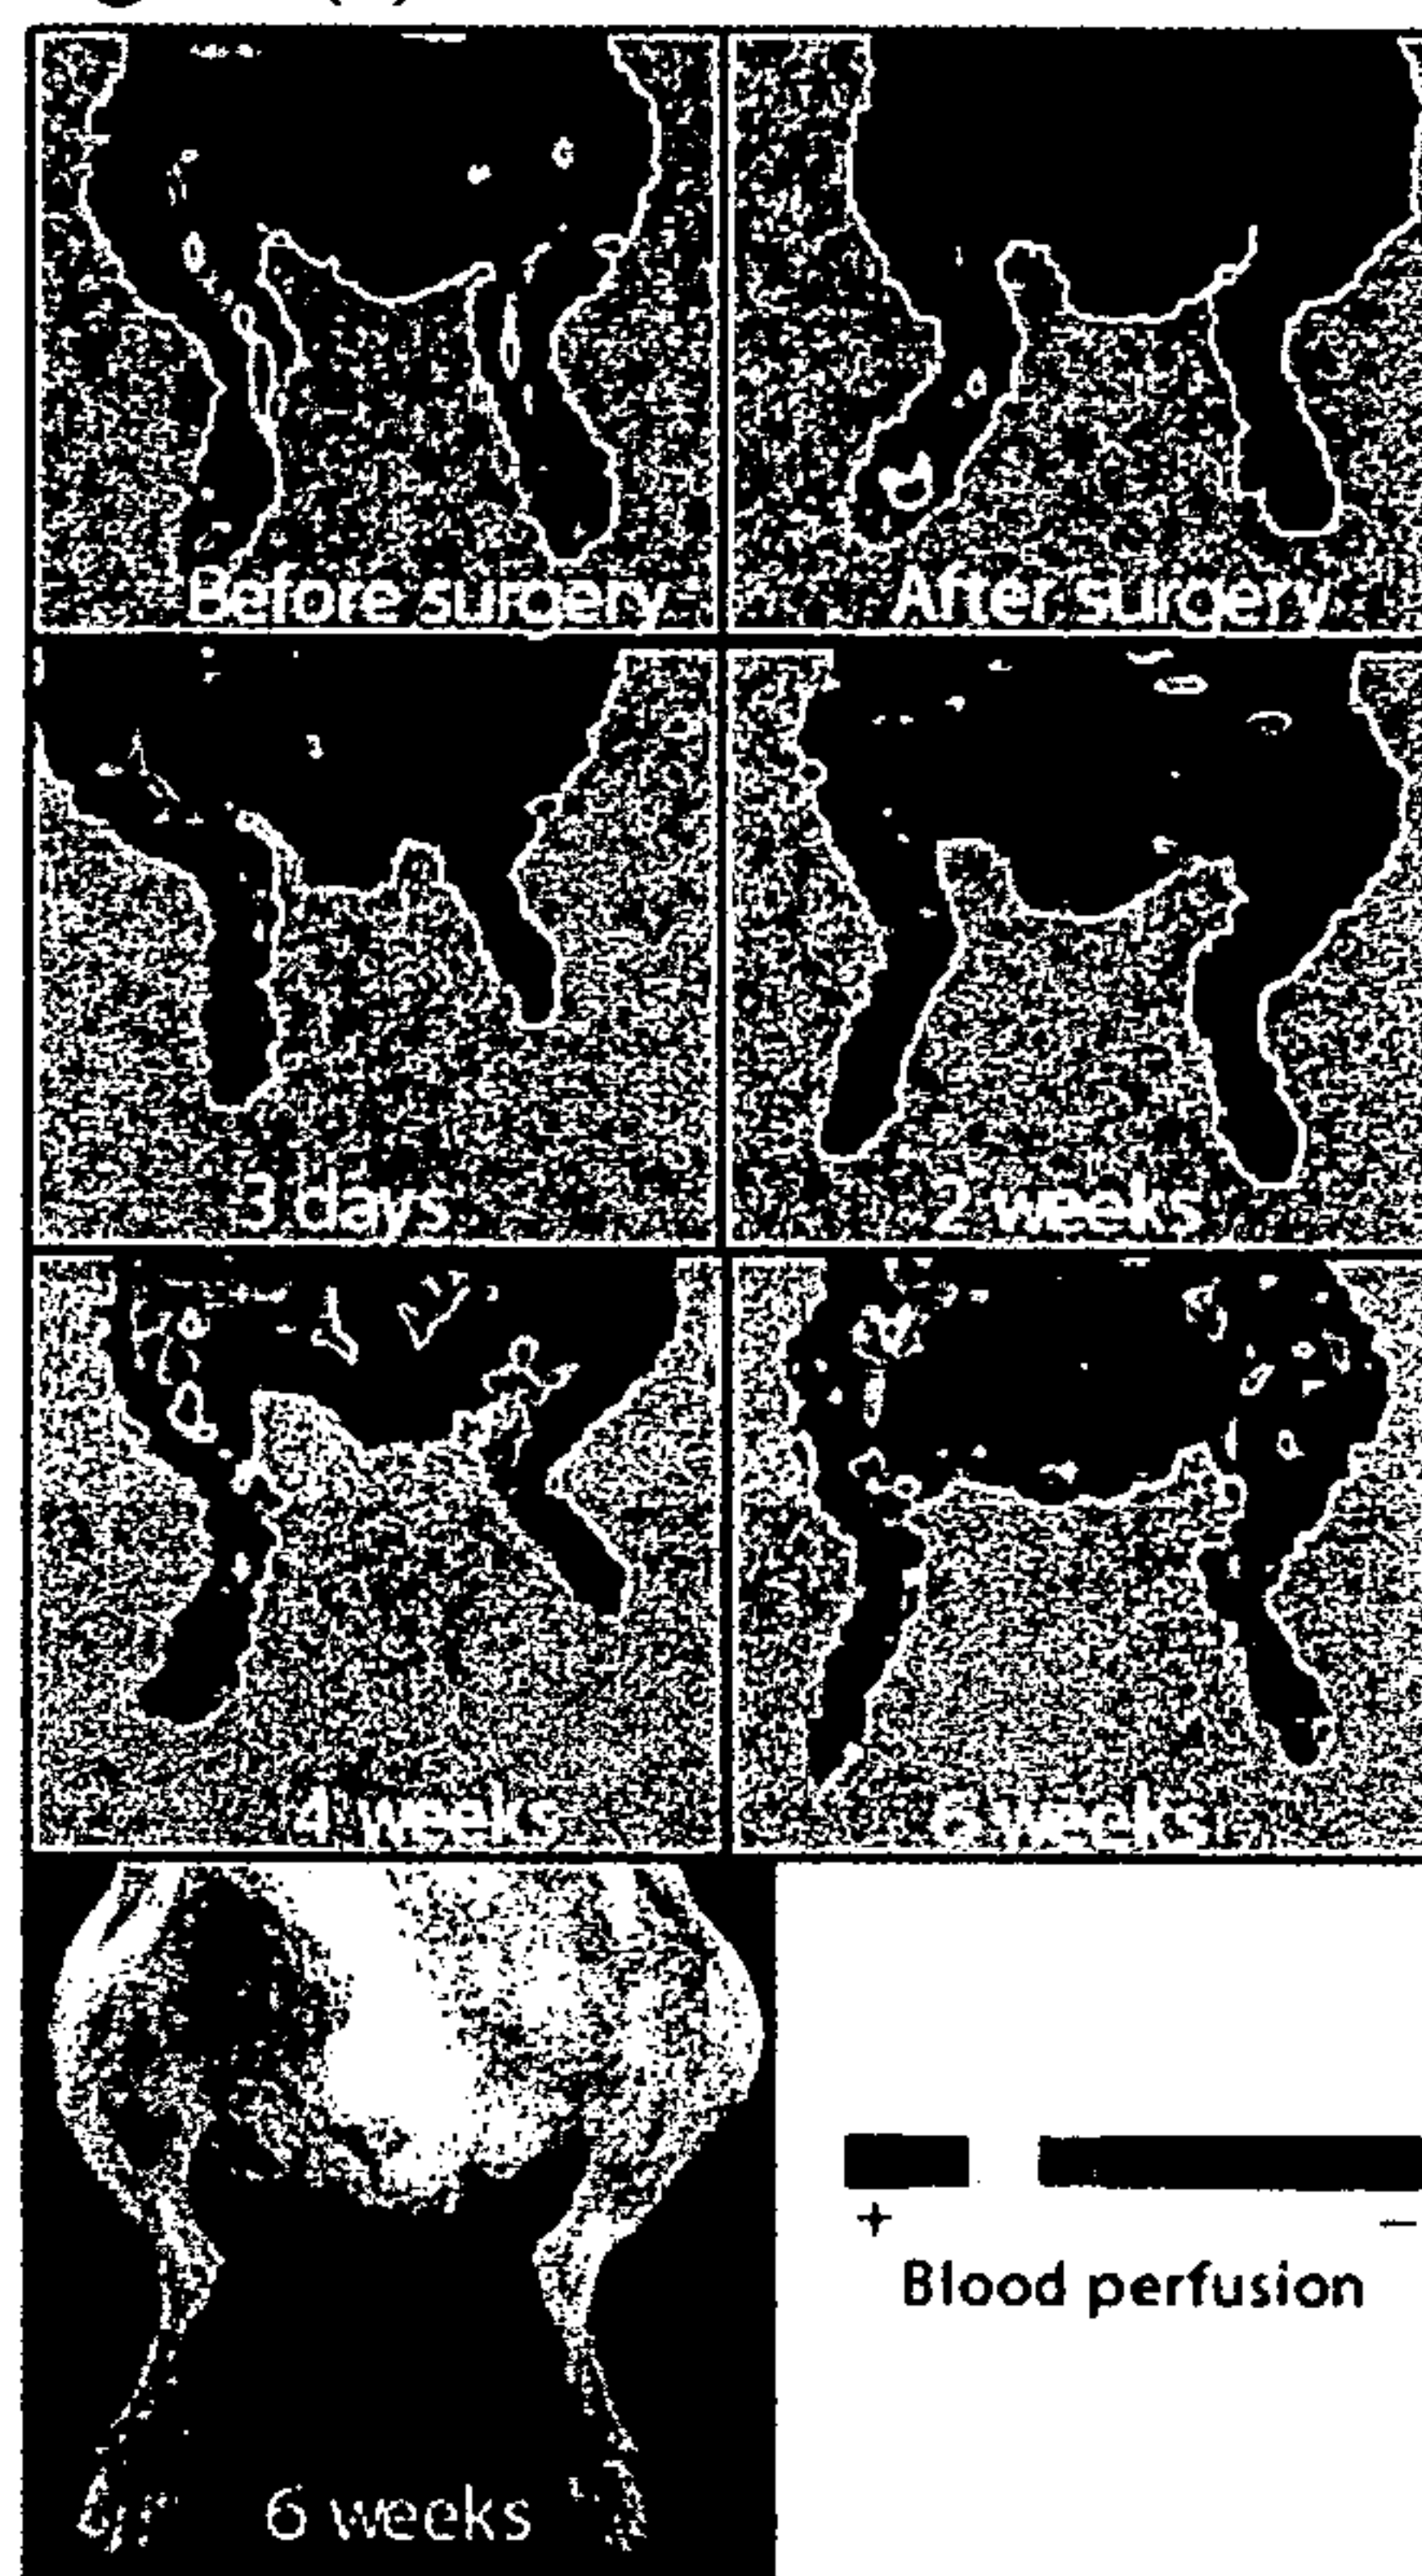 Before surgery
After surgery
3 days
2 weeks
4 weeks
6 weeks
6 weeks
+
−
Blood perfusion